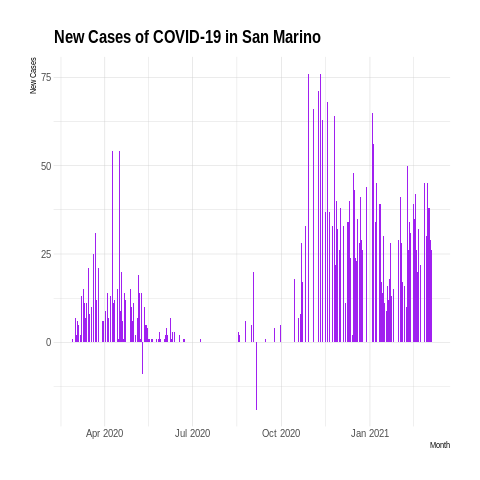 New Cases of COVID-19 in San Marino
New Cases
75
50
25
0
Apr 2020 Jul 2020 Oct 2020 Jan 2021
Month